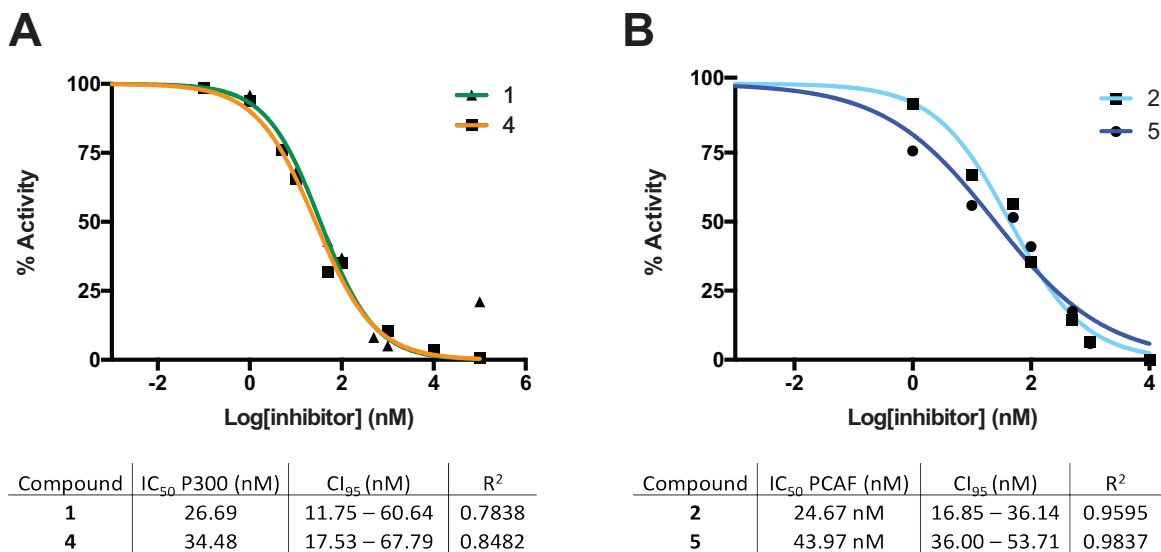 A
B
100
75
50
25
0
% Activity
-2 0 2 4 6
Log[inhibitor] (nM)
1
4
100
75
50
25
0
% Activity
-2 0 2 4
Log[inhibitor] (nM)
2
5
Compound IC50 P300 (nM) CI95 (nM) R2
1 26.69 11.75 – 60.64 0.7838
4 34.48 17.53 – 67.79 0.8482
Compound IC50 PCAF (nM) CI95 (nM) R2
2 24.67 nM 16.85 – 36.14 0.9595
5 43.97 nM 36.00 – 53.71 0.9837